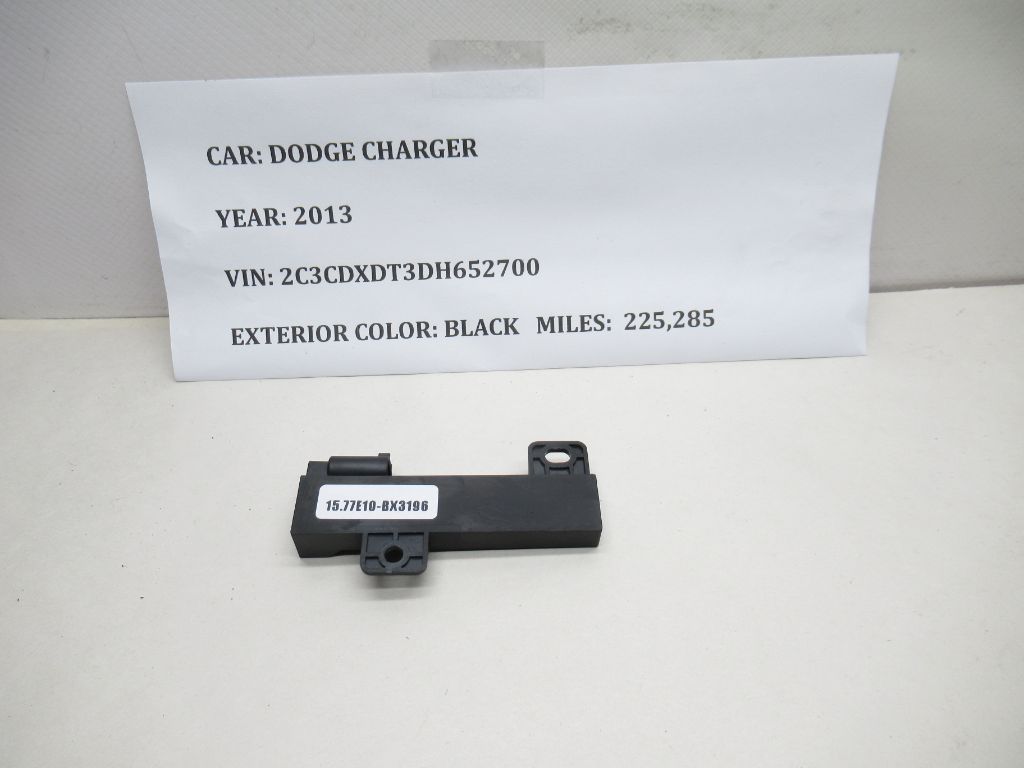 CAR: DODGE CHARGER
YEAR: 2013
VIN: 2C3CDXDT3DH652700
EXTERIOR COLOR: BLACK MILES: 225,285
15.77E10-BX3196